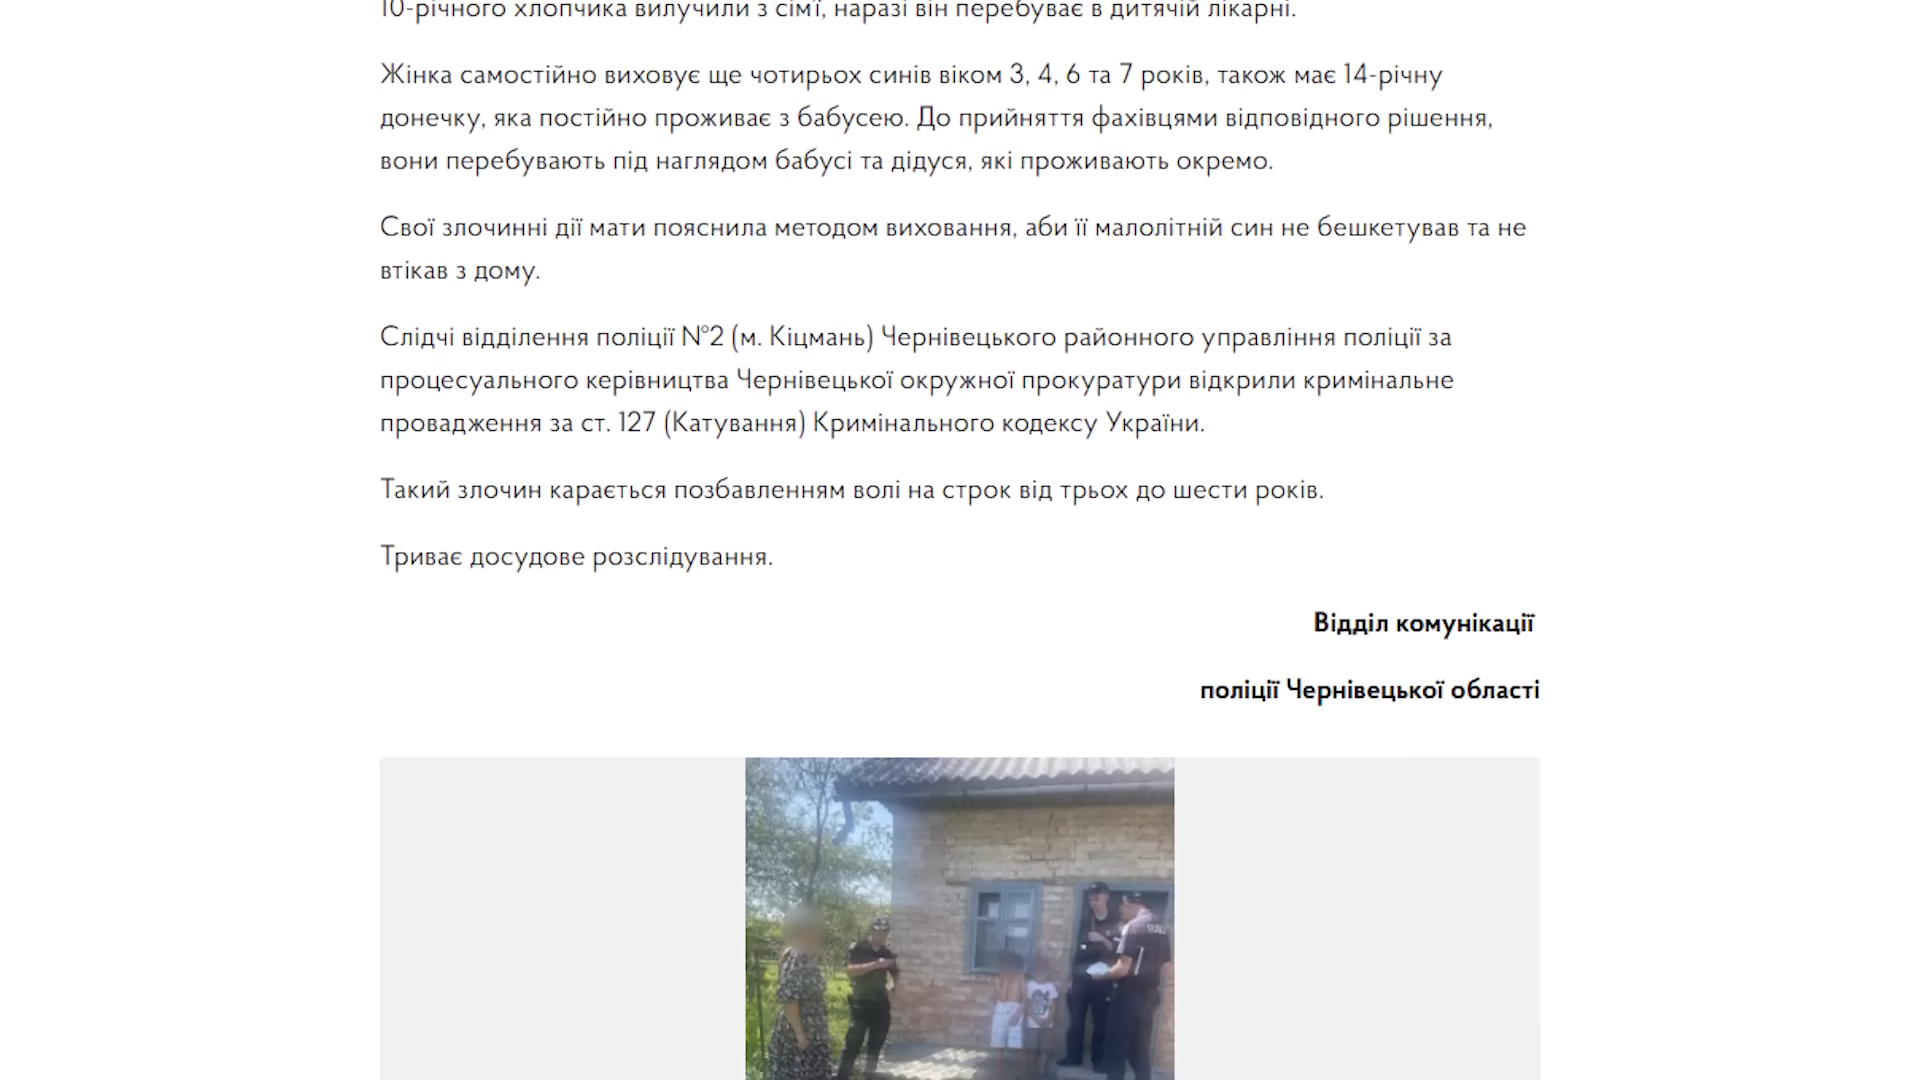 10-річного хлопчика вилучили з сім'ї, наразі він перебуває в дитячій лікарні.
Жінка самостійно виховує ще чотирьох синів віком 3, 4, 6 та 7 років, також має 14-річну
донечку, яка постійно проживає з бабусею. До прийняття фахівцями відповідного рішення,
вони перебувають під наглядом бабусі та дідуся, які проживають окремо.
Свої злочинні дії мати пояснила методом виховання, аби її малолітній син не бешкетував та не
втікав з дому.
Слідчі відділення поліції №2 (м. Кіцмань) Чернівецького районного управління поліції за
процесуального керівництва Чернівецької окружної прокуратури відкрили кримінальне
провадження за ст. 127 (Катування) Кримінального кодексу України.
Такий злочин карається позбавленням волі на строк від трьох до шести років.
Триває досудове розслідування.
Відділ комунікації
поліції Чернівецької області